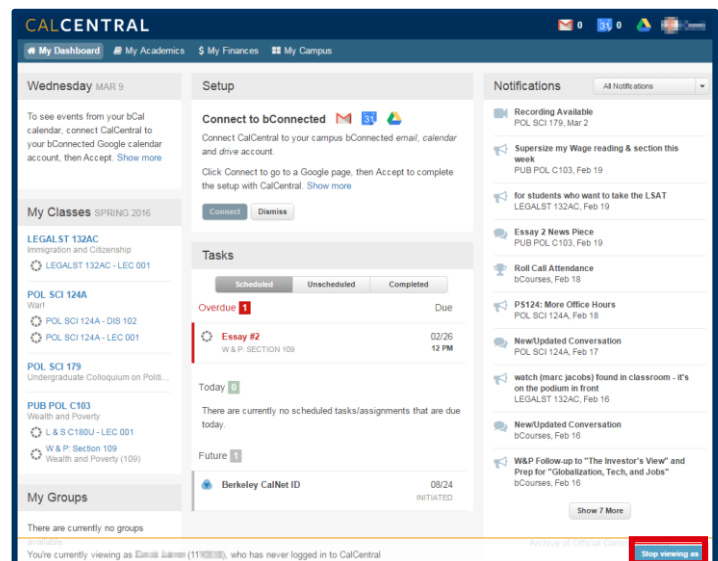 CALCENTRAL
0
31 0
My Dashboard My Academics $ My Finances My Campus
Wednesday MAR 9
To see events from your bCal
calendar, connect CalCentral to
your bConnected Google calendar
account, then Accept. Show more
My Classes SPRING 2016
LEGALST 132AC
Immigration and Citizenship
LEGALST 132AC - LEC 001
POL SCI 124A
War!
POL SCI 124A - DIS 102
POL SCI 124A - LEC 001
POL SCI 179
Undergraduate Colloquium on Politi...
PUB POL C103
Wealth and Poverty
L & S C180U - LEC 001
W & P: Section 109
Wealth and Poverty (109)
My Groups
There are currently no groups
available.
Setup
Connect to bConnected 31
Connect CalCentral to your campus bConnected email, calendar
and drive account.
Click Connect to go to a Google page, then Accept to complete
the setup with CalCentral. Show more
Connect Dismiss
Tasks
Scheduled Unscheduled Completed
Overdue 1 Due
Essay #2 02/26
W & P: SECTION 109 12 PM
Today 0
There are currently no scheduled tasks/assignments that are due
today.
Future 1
Berkeley CalNet ID 08/24
INITIATED
Notifications All Notifications
Recording Available
POL SCI 179, Mar 2
Supersize my Wage reading & section this
week
PUB POL C103, Feb 19
for students who want to take the LSAT
LEGALST 132AC, Feb 19
Essay 2 News Piece
PUB POL C103, Feb 19
Roll Call Attendance
bCourses, Feb 18
PS124: More Office Hours
POL SCI 124A, Feb 18
New/Updated Conversation
POL SCI 124A, Feb 17
watch (marc jacobs) found in classroom - it's
on the podium in front
LEGALST 132AC, Feb 16
New/Updated Conversation
bCourses, Feb 16
W&P Follow-up to "The Investor's View" and
Prep for "Globalization, Tech, and Jobs"
bCourses, Feb 16
Show 7 More
Archive of Official
You're currently viewing as (11 ), who has never logged in to CalCentral
Stop viewing as